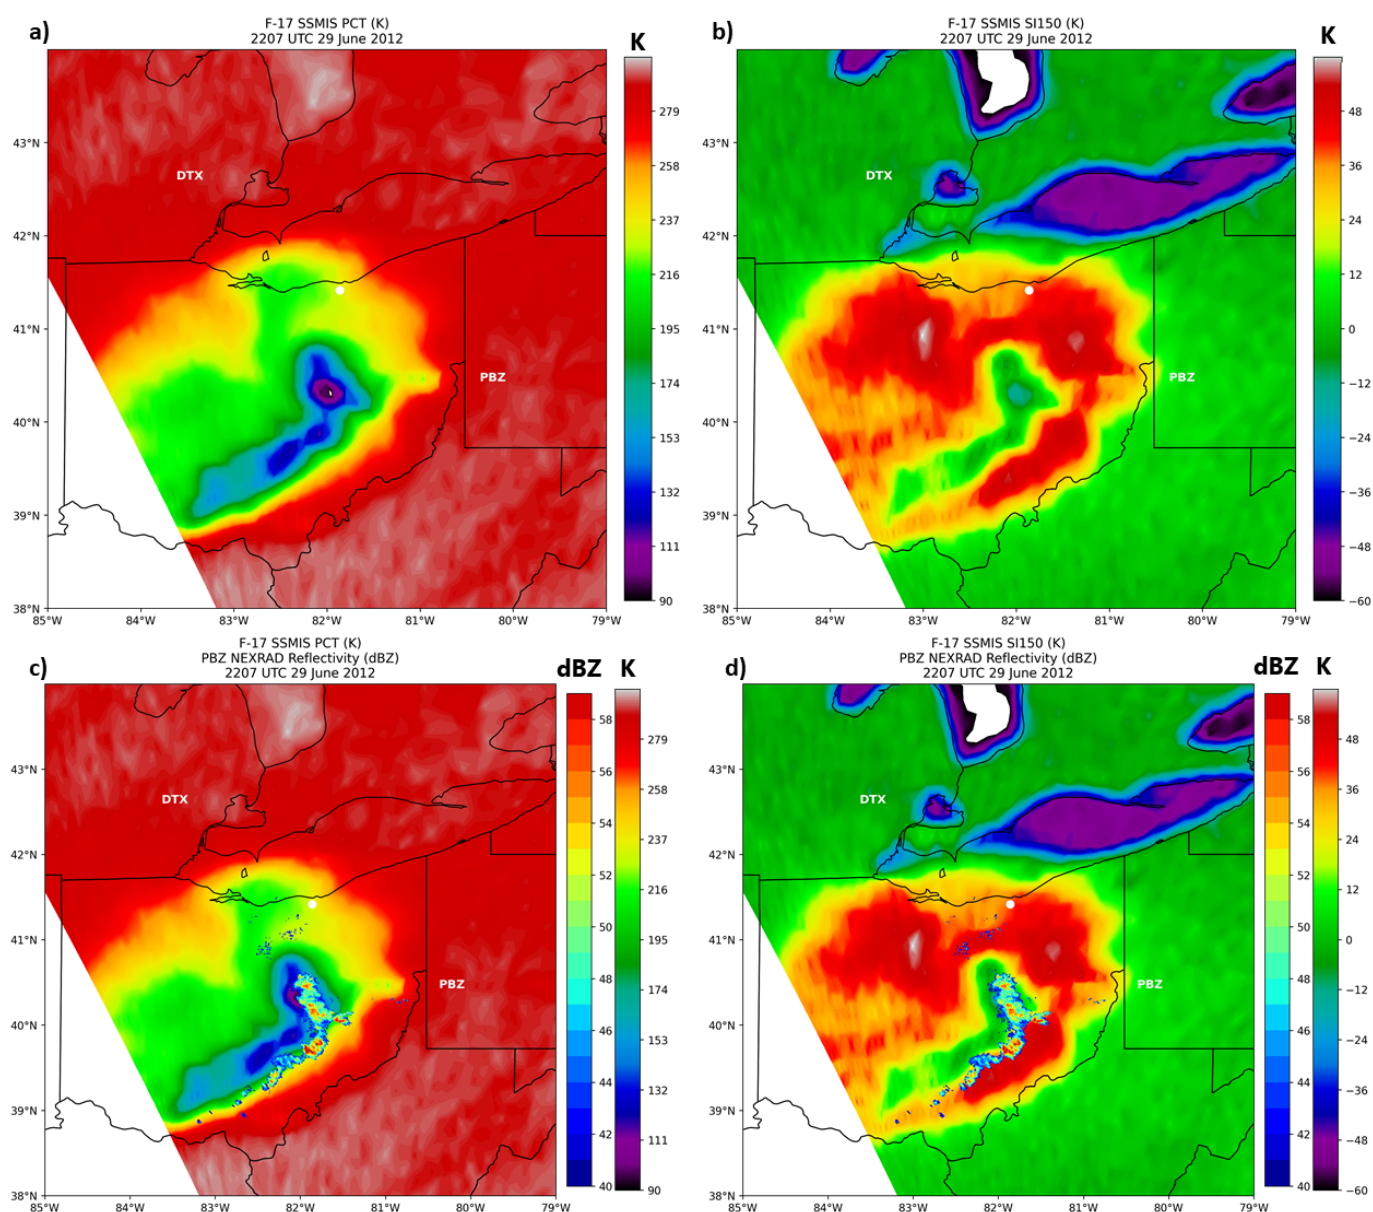 a)
F-17 SSMIS PCT (K)
2207 UTC 29 June 2012
K
43°N
42°N
41°N
40°N
39°N
38°N
85°W
84°W
83°W
82°W
81°W
80°W
79°W
DTX
PBZ
279
258
237
216
195
174
153
132
111
90
b)
F-17 SSMIS SI150 (K)
2207 UTC 29 June 2012
K
43°N
42°N
41°N
40°N
39°N
38°N
85°W
84°W
83°W
82°W
81°W
80°W
79°W
DTX
PBZ
48
36
24
12
0
−12
−24
−36
−48
−60
c)
F-17 SSMIS PCT (K)
PBZ NEXRAD Reflectivity (dBZ)
2207 UTC 29 June 2012
dBZ K
43°N
42°N
41°N
40°N
39°N
38°N
85°W
84°W
83°W
82°W
81°W
80°W
79°W
DTX
PBZ
58
56
54
52
50
48
46
44
42
40
279
258
237
216
195
174
153
132
111
90
d)
F-17 SSMIS SI150 (K)
PBZ NEXRAD Reflectivity (dBZ)
2207 UTC 29 June 2012
dBZ K
43°N
42°N
41°N
40°N
39°N
38°N
85°W
84°W
83°W
82°W
81°W
80°W
79°W
DTX
PBZ
58
56
54
52
50
48
46
44
42
40
48
36
24
12
0
−12
−24
−36
−48
−60